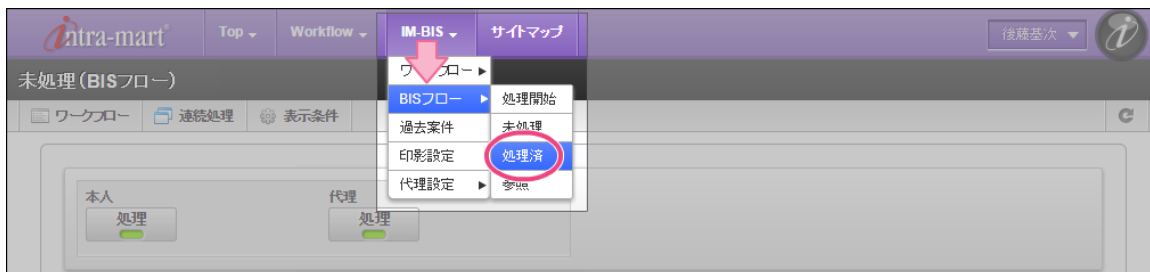 intra-mart Top Workflow IM-BIS サイトマップ 後藤基次
未処理(BISフロー)
ワークフロー
BISフロー 処理開始
ワークフロー 連続処理 表示条件
過去案件 未処理
印影設定 処理済
代理設定 参照
本人 代理
処理 処理